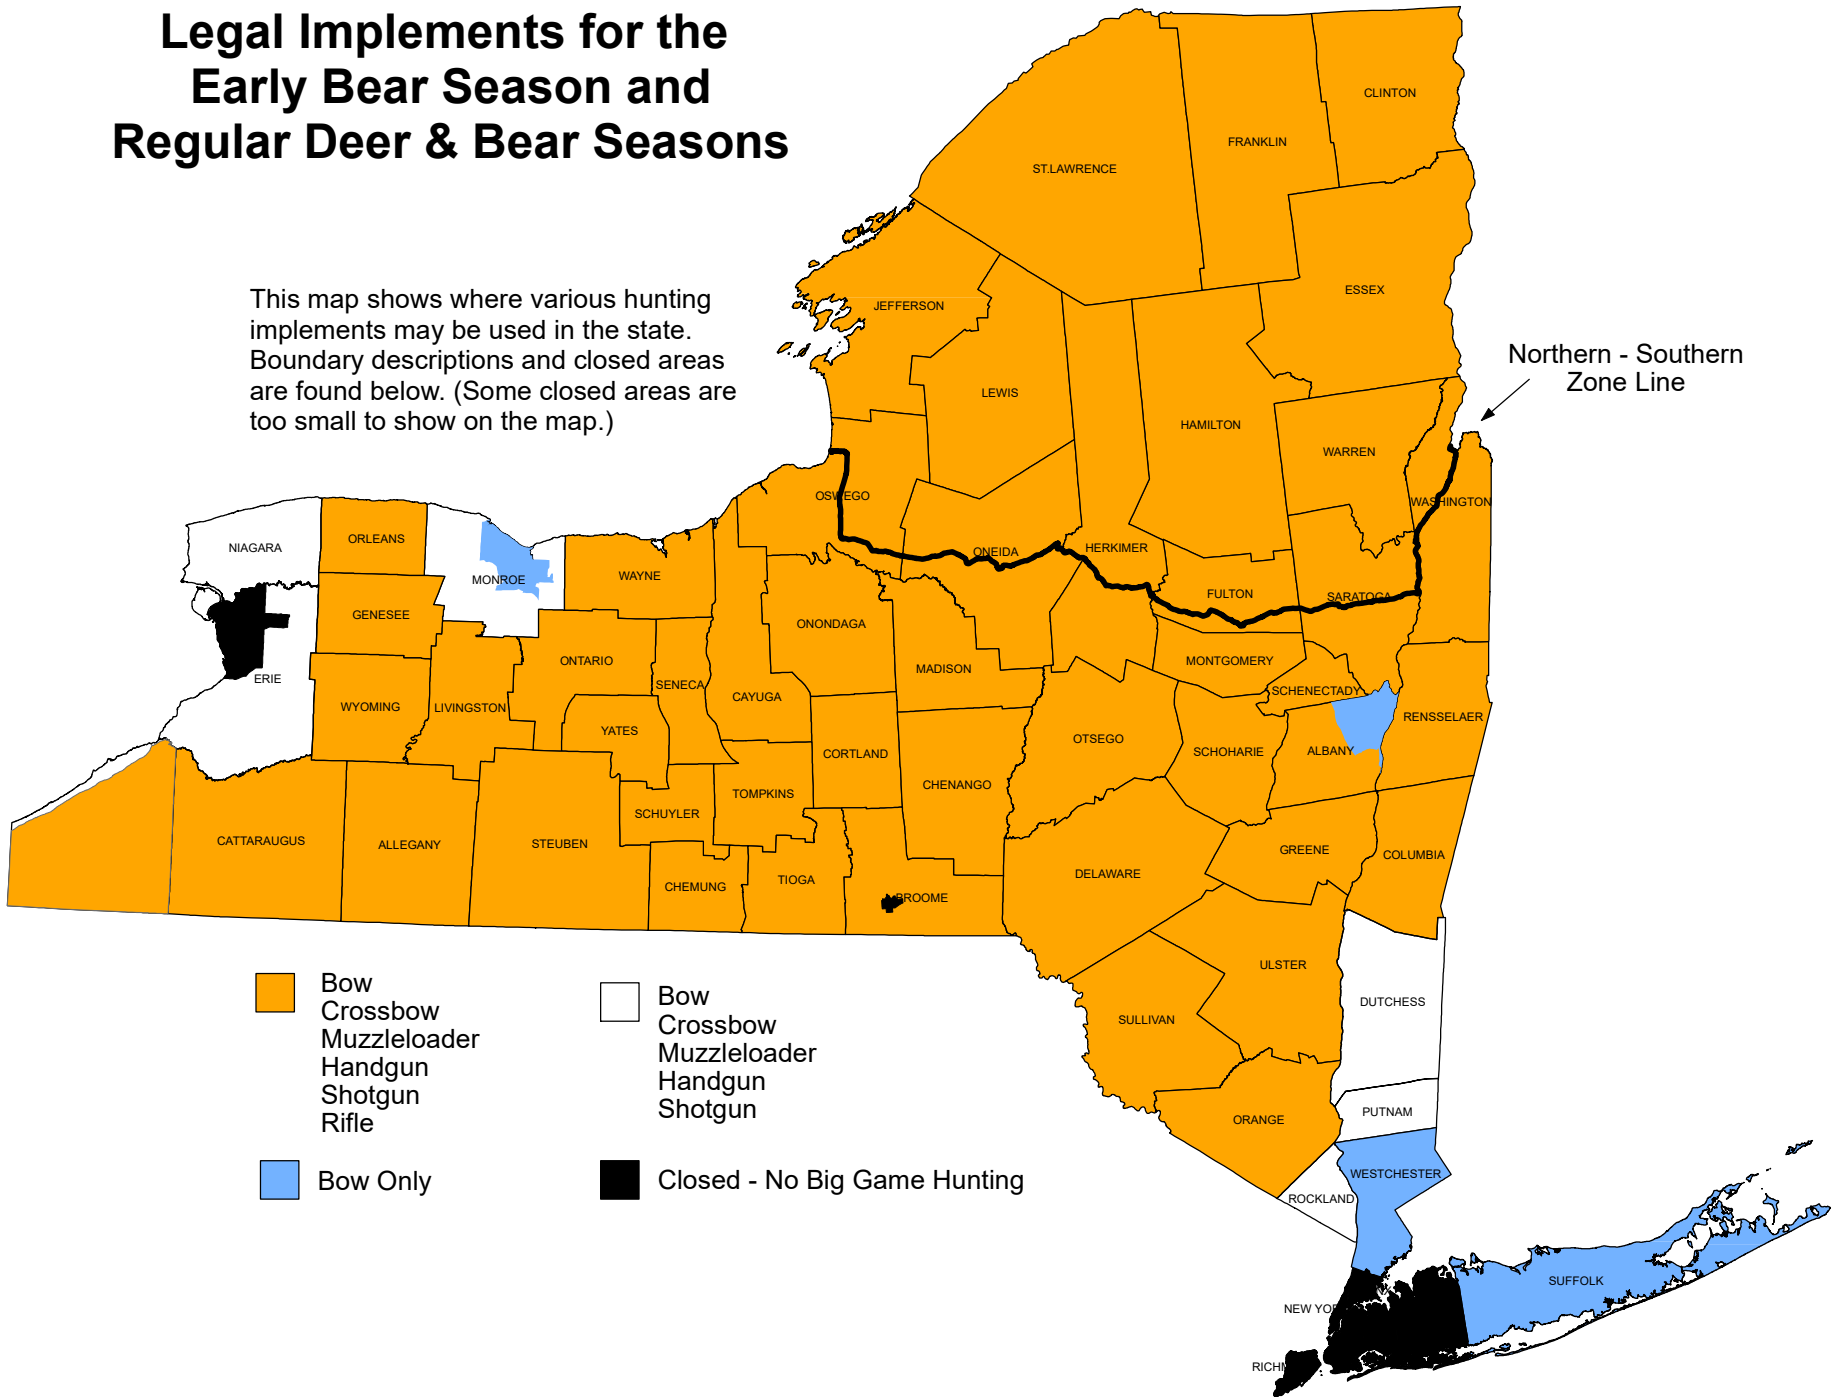 Legal Implements for the
Early Bear Season and
Regular Deer & Bear Seasons
This map shows where various hunting
implements may be used in the state.
Boundary descriptions and closed areas
are found below. (Some closed areas are
too small to show on the map.)
Northern - Southern
Zone Line
CLINTON
FRANKLIN
ST.LAWRENCE
ESSEX
JEFFERSON
LEWIS
HAMILTON
WARREN
OSWEGO
WASHINGTON
NIAGARA
ORLEANS
MONROE
WAYNE
ONEIDA
HERKIMER
FULTON
SARATOGA
GENESEE
ONONDAGA
ONTARIO
MADISON
MONTGOMERY
ERIE
SENECA
CAYUGA
SCHENECTADY
WYOMING
LIVINGSTON
YATES
RENSSELAER
OTSEGO
SCHOHARIE
ALBANY
CORTLAND
CHENANGO
TOMPKINS
SCHUYLER
CATTARAUGUS
ALLEGANY
STEUBEN
GREENE
COLUMBIA
CHEMUNG
TIOGA
BROOME
DELAWARE
ULSTER
DUTCHESS
SULLIVAN
PUTNAM
ORANGE
WESTCHESTER
ROCKLAND
SUFFOLK
NEW YO
RICH
Bow
Crossbow
Muzzleloader
Handgun
Shotgun
Rifle
Bow
Crossbow
Muzzleloader
Handgun
Shotgun
Bow Only
Closed - No Big Game Hunting